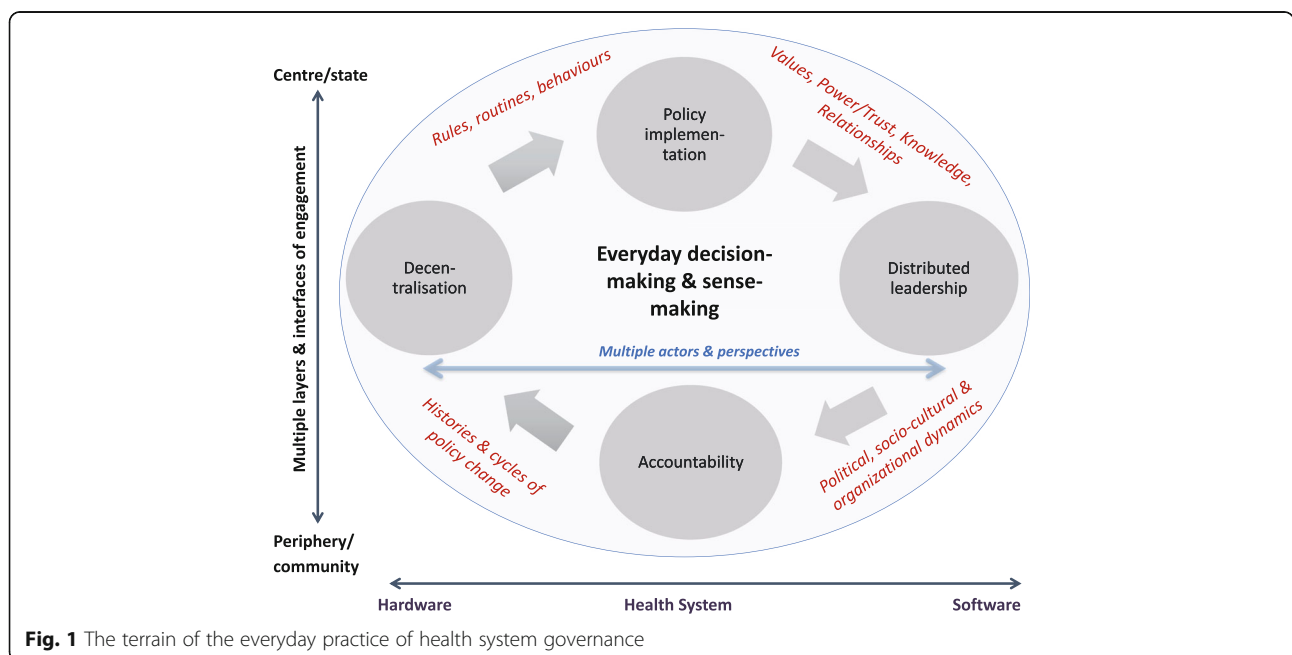 Centre/state
Multiple layers & interfaces of engagement
Periphery/
community
Rules, routines, behaviours
Policy
implemen-
tation
Values, Power/Trust, Knowledge,
Relationships
Decen-
tralisation
Everyday decision-
making & sense-
making
Distributed
leadership
Multiple actors & perspectives
Histories & cycles of
policy change
Accountability
Political, socio-cultural &
organizational dynamics
Hardware
Health System
Software
Fig. 1 The terrain of the everyday practice of health system governance